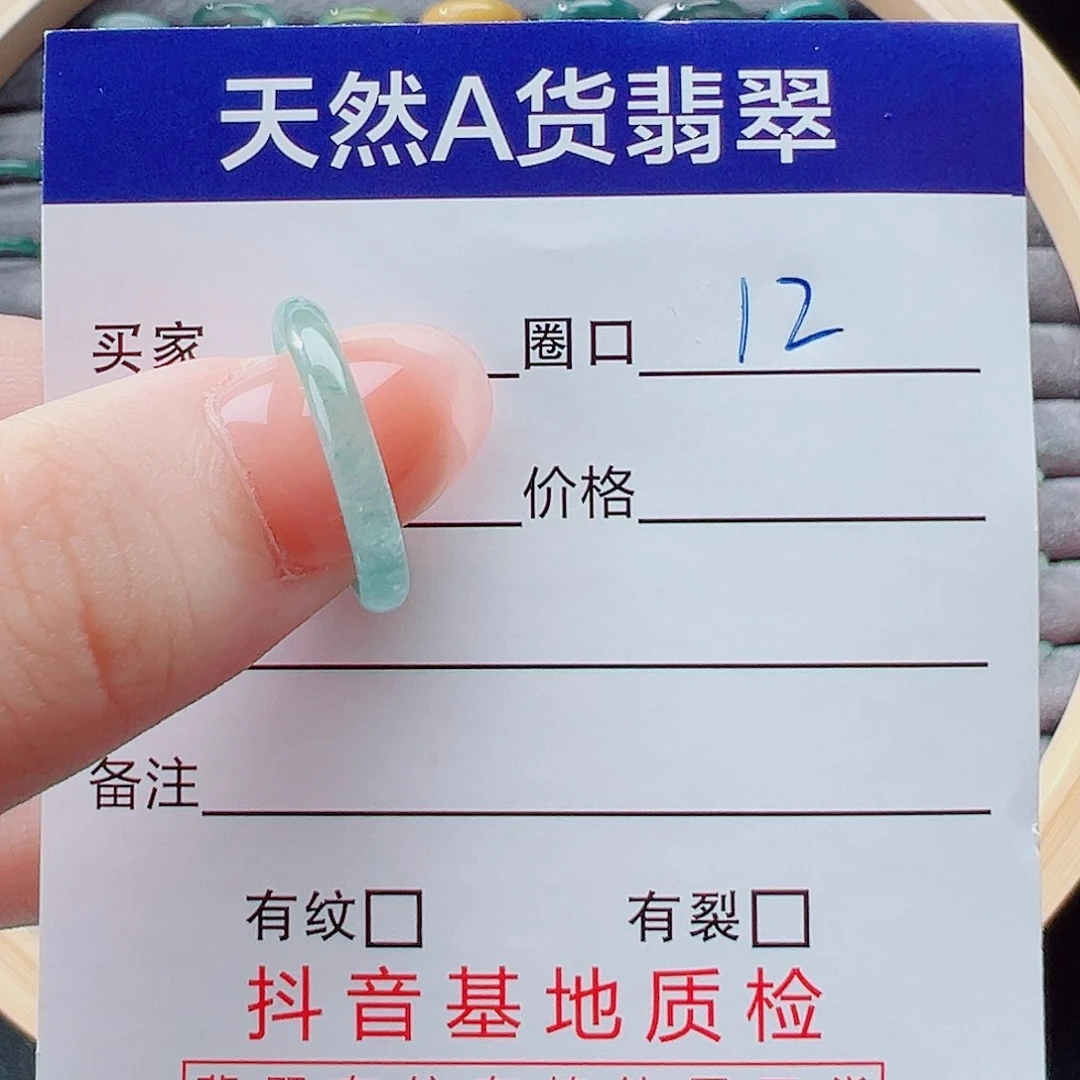 天然A货翡翠
买家 圈口 12
价格
备注
有纹□ 有裂□
抖音基地质检